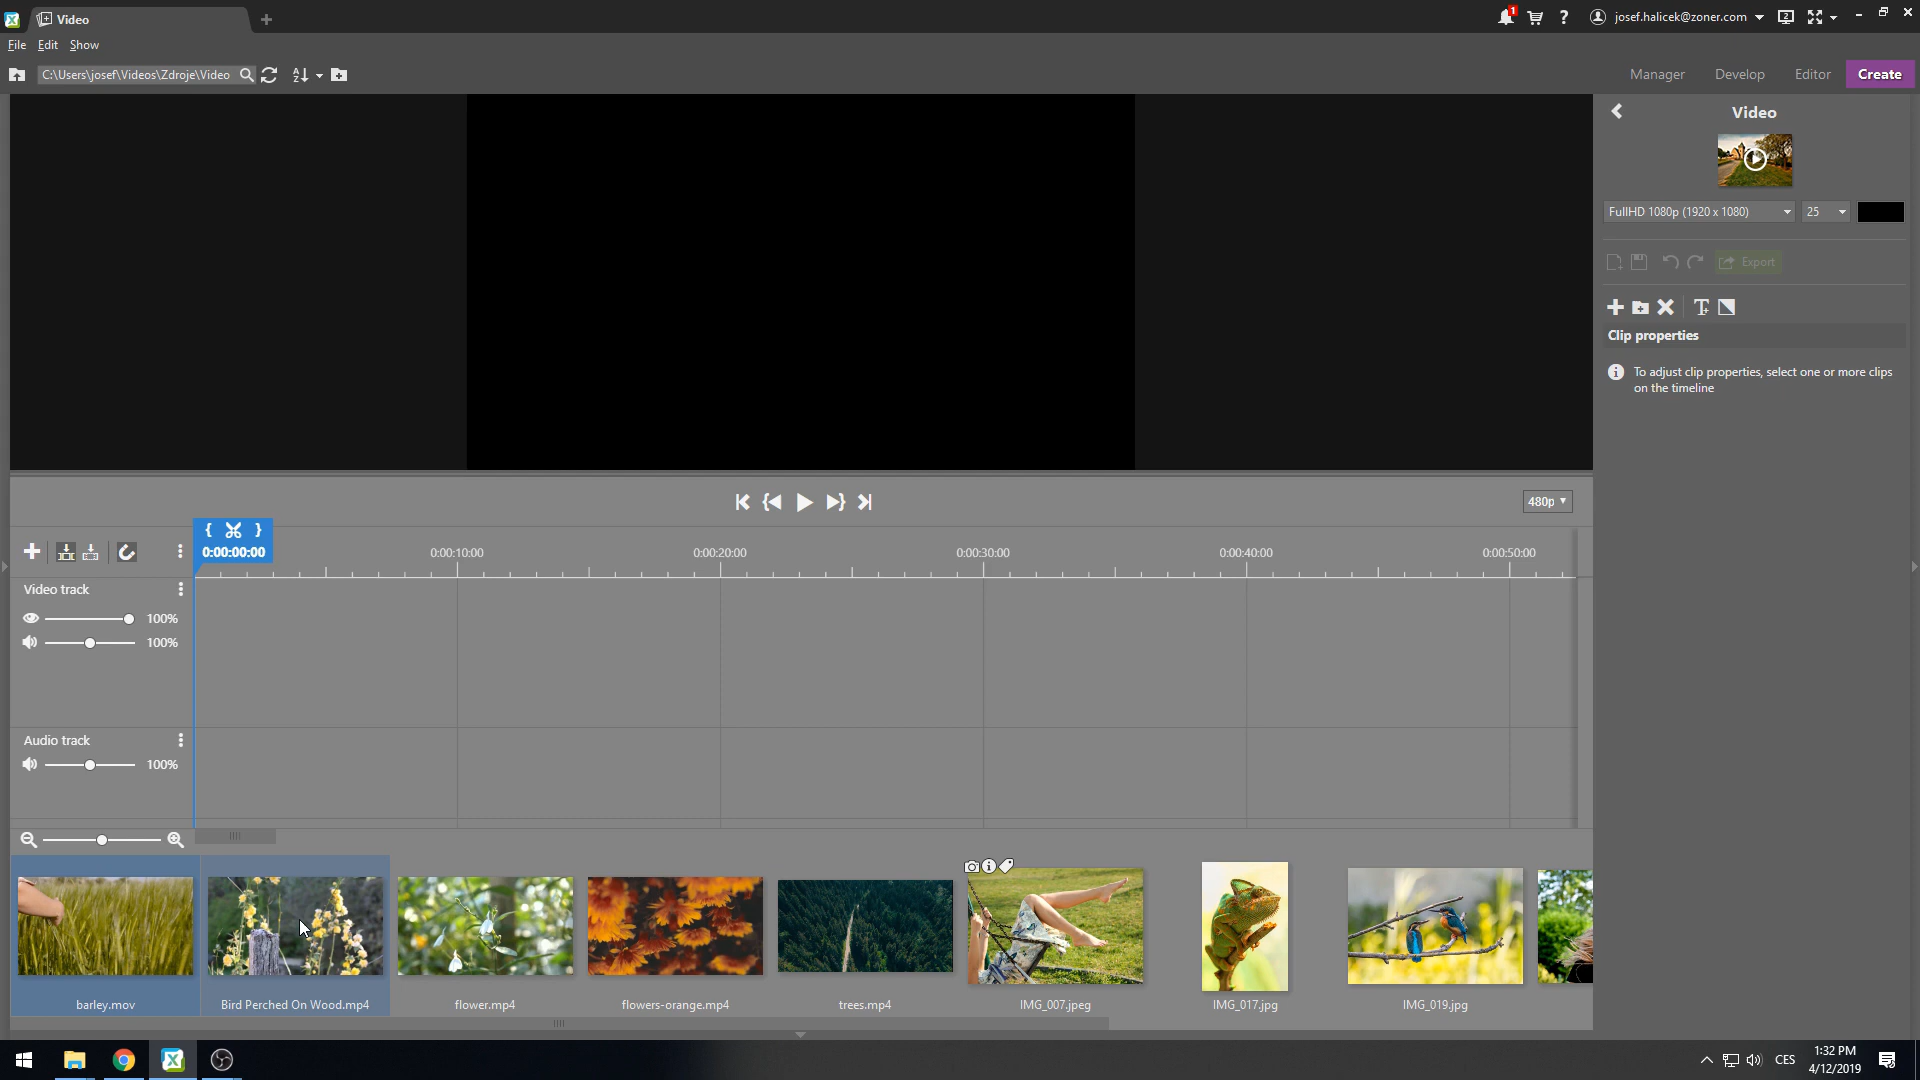 Video
1
josef.halicek@zoner.com
2
File Edit Show
C:\Users\josef\Videos\Zdroje\Video
Manager Develop Editor Create
Video
FullHD 1080p (1920 x 1080) 25
Export
Clip properties
To adjust clip properties, select one or more clips
on the timeline
480p
0:00:00:00 0:00:10:00 0:00:20:00 0:00:30:00 0:00:40:00 0:00:50:00
Video track
100%
100%
Audio track
100%
barley.mov Bird Perched On Wood.mp4 flower.mp4 flowers-orange.mp4 trees.mp4 IMG_007.jpeg IMG_017.jpg IMG_019.jpg
CES
1:32 PM
4/12/2019